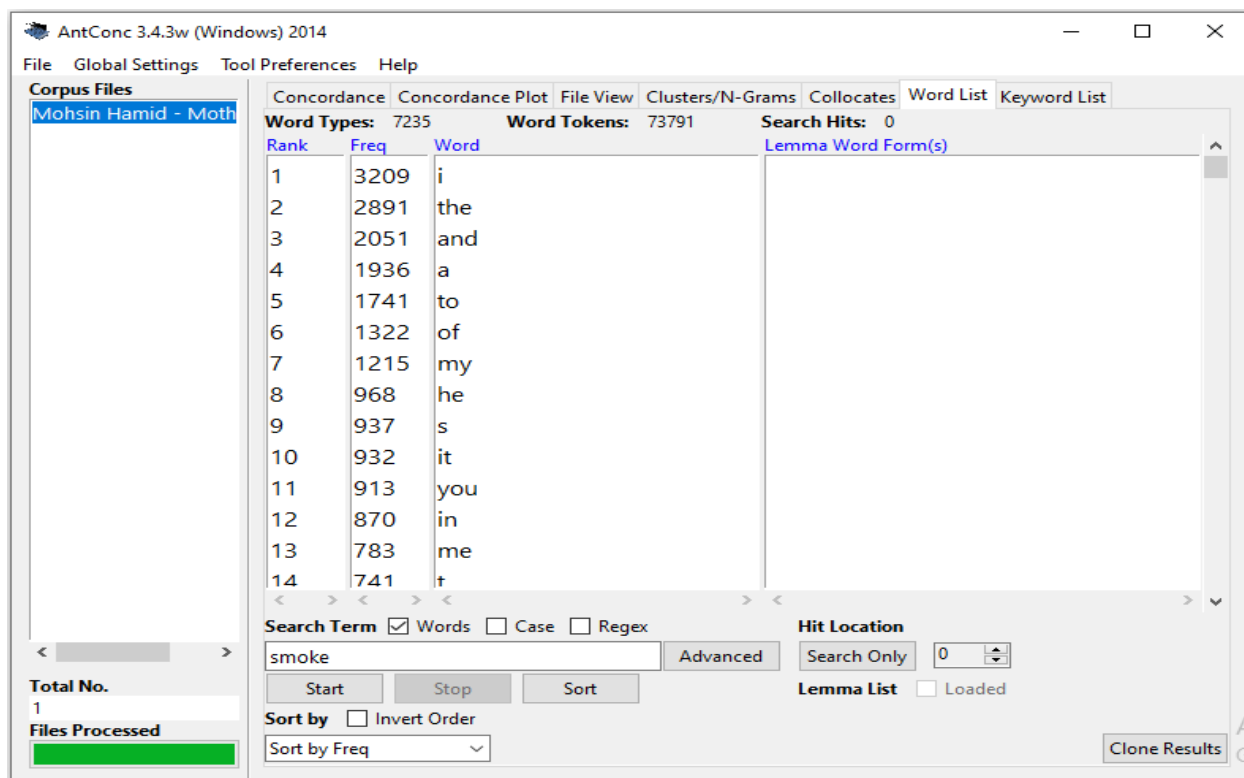 AntConc 3.4.3w (Windows) 2014
File Global Settings Tool Preferences Help
Corpus Files
Mohsin Hamid - Moth
Concordance Concordance Plot File View Clusters/N-Grams Collocates Word List Keyword List
Word Types: 7235 Word Tokens: 73791 Search Hits: 0
Rank Freq Word Lemma Word Form(s)
1 3209 i
2 2891 the
3 2051 and
4 1936 a
5 1741 to
6 1322 of
7 1215 my
8 968 he
9 937 s
10 932 it
11 913 you
12 870 in
13 783 me
14 741 t
Search Term Words Case Regex Hit Location
smoke Advanced Search Only 0
Start Stop Sort Lemma List Loaded
Sort by Invert Order
Sort by Freq Clone Results
Total No.
1
Files Processed